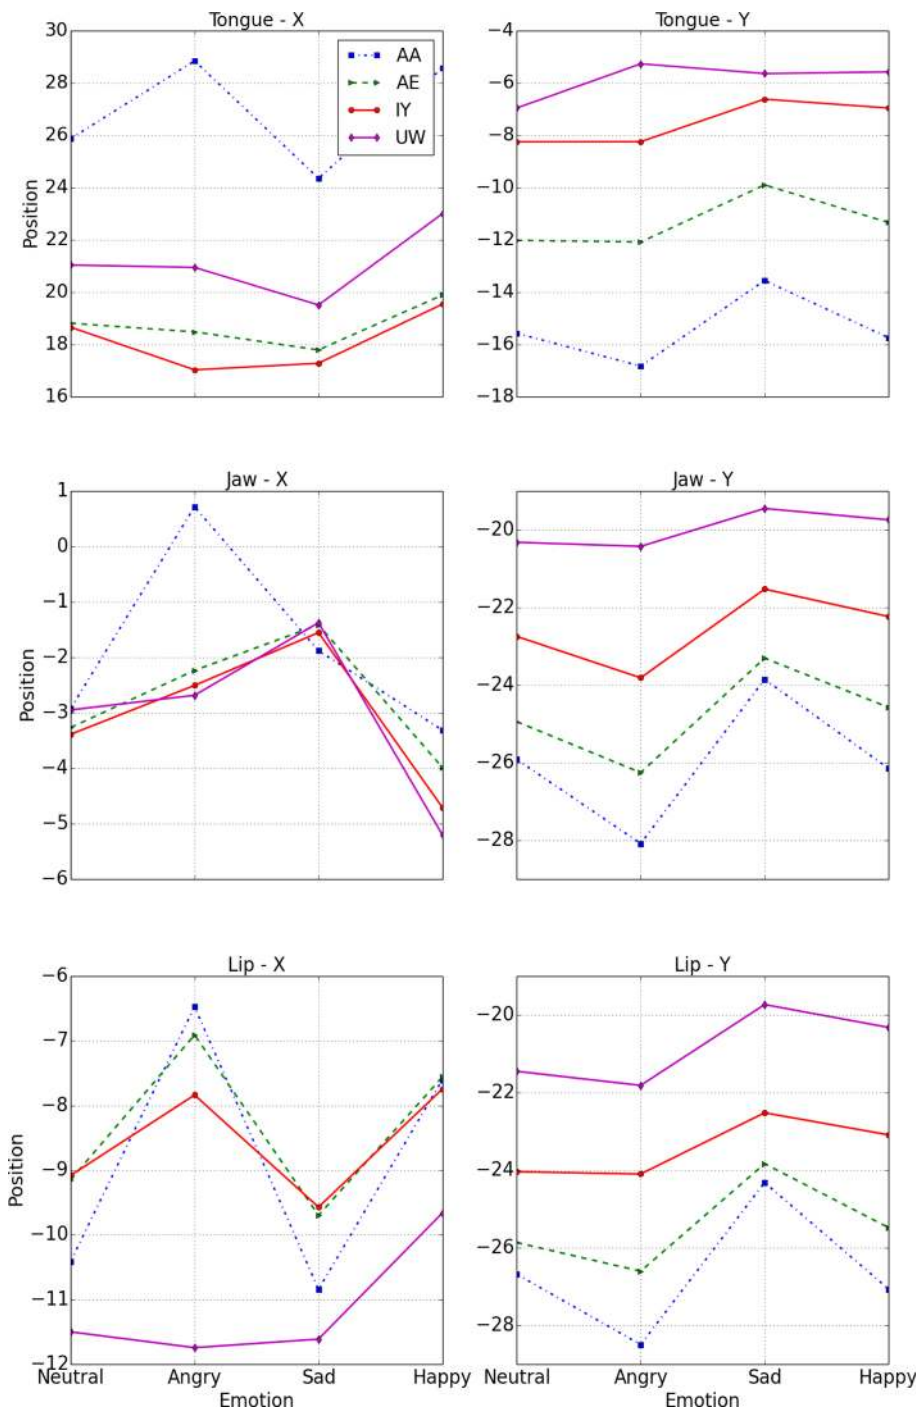 Tongue - X
30
28
26
24
22
20
18
16
Position
AA
AE
IY
UW
Tongue - Y
−4
−6
−8
−10
−12
−14
−16
−18
Jaw - X
1
0
−1
−2
−3
−4
−5
−6
Position
Jaw - Y
−20
−22
−24
−26
−28
Lip - X
−6
−7
−8
−9
−10
−11
−12
Position
Neutral Angry Sad Happy
Emotion
Lip - Y
−20
−22
−24
−26
−28
Neutral Angry Sad Happy
Emotion